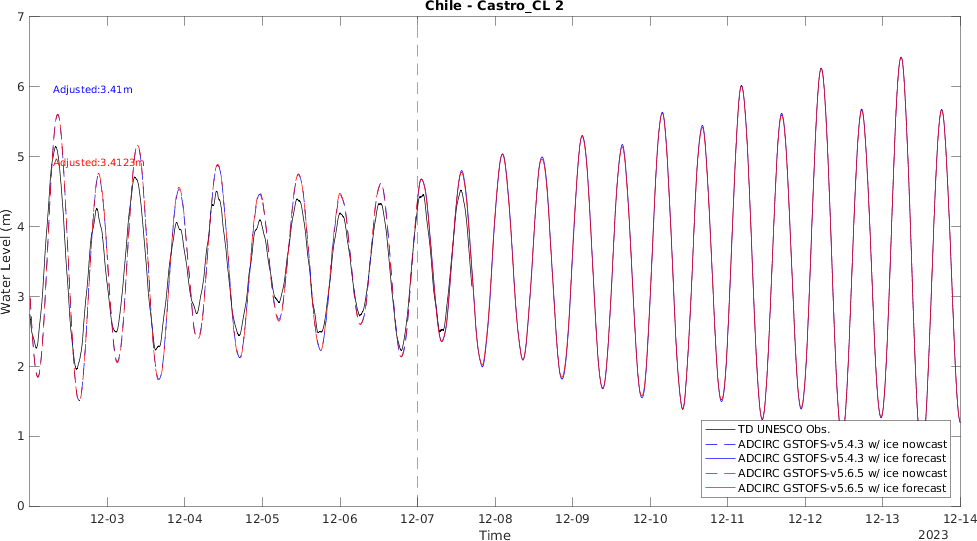 Chile - Castro_CL 2
7
6
5
4
3
2
1
0
Water Level (m)
Adjusted:3.41m
Adjusted:3.4123m
TD UNESCO Obs.
ADCIRC GSTOFS-v5.4.3 w/ ice nowcast
ADCIRC GSTOFS-v5.4.3 w/ ice forecast
ADCIRC GSTOFS-v5.6.5 w/ ice nowcast
ADCIRC GSTOFS-v5.6.5 w/ ice forecast
12-03 12-04 12-05 12-06 12-07 12-08 12-09 12-10 12-11 12-12 12-13 12-14
Time
2023